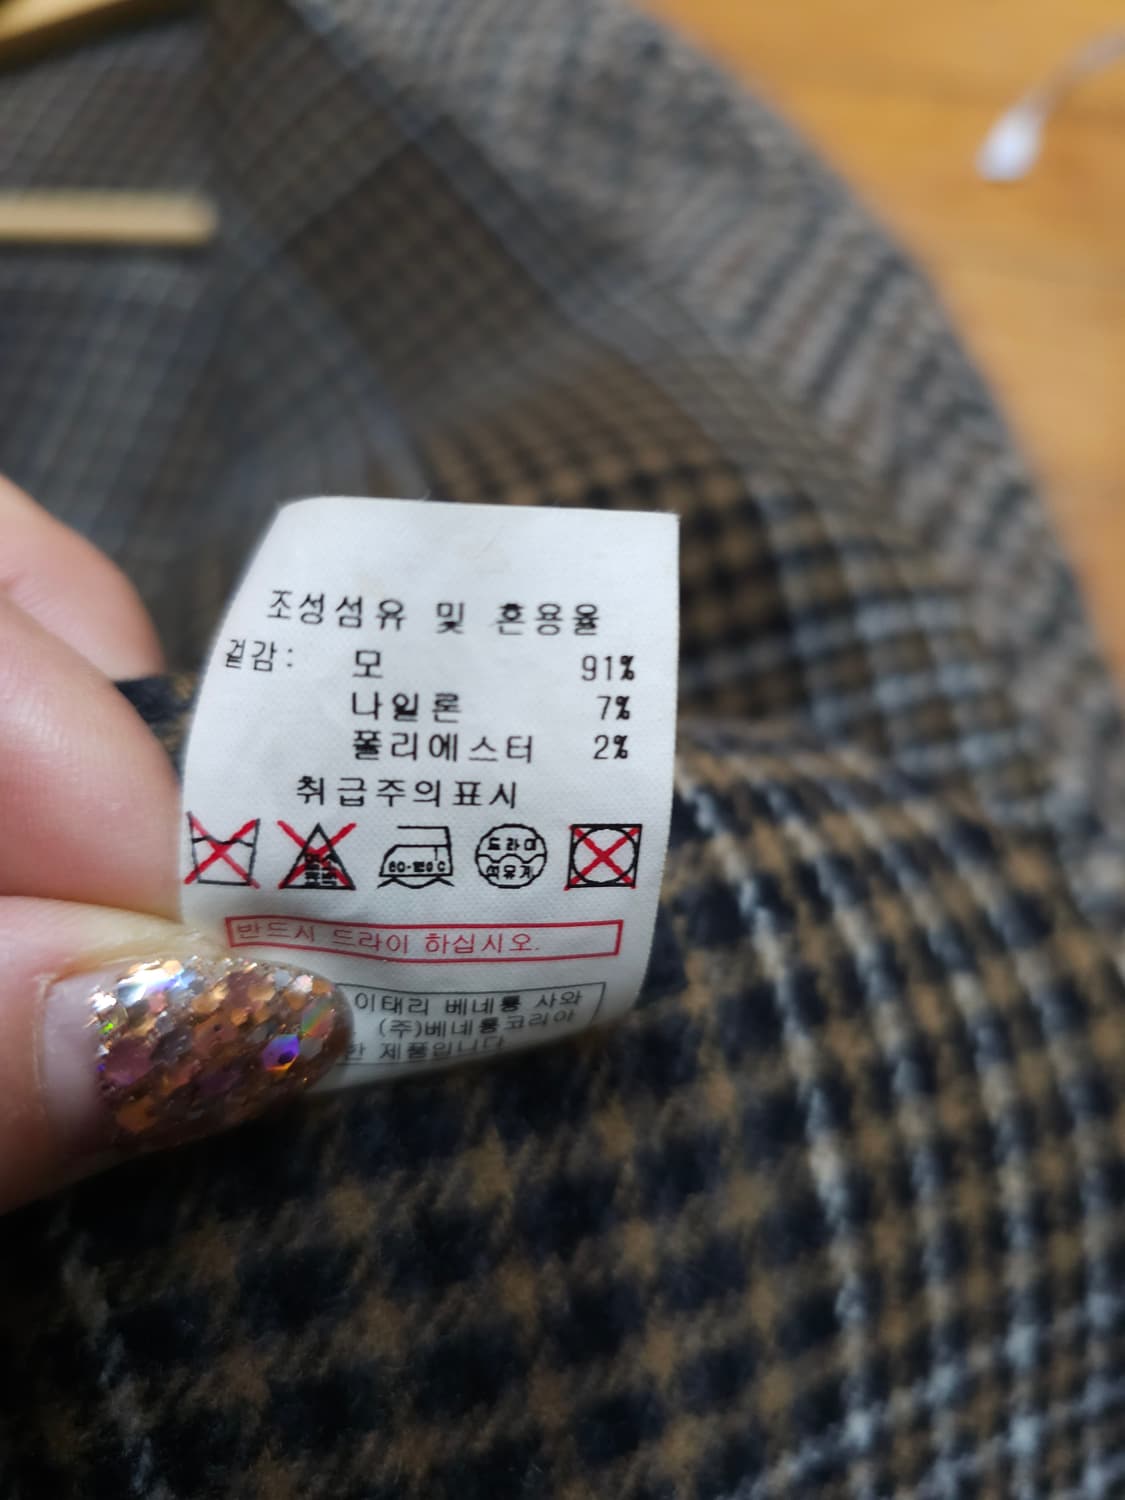 조성섬유 및 혼용율
겉감: 모 91%
나일론 7%
폴리에스터 2%
취급주의표시
드라이
석유계
반드시 드라이 하십시오.
이태리 베네통 사와
(주)베네통코리아
한 제품입니다